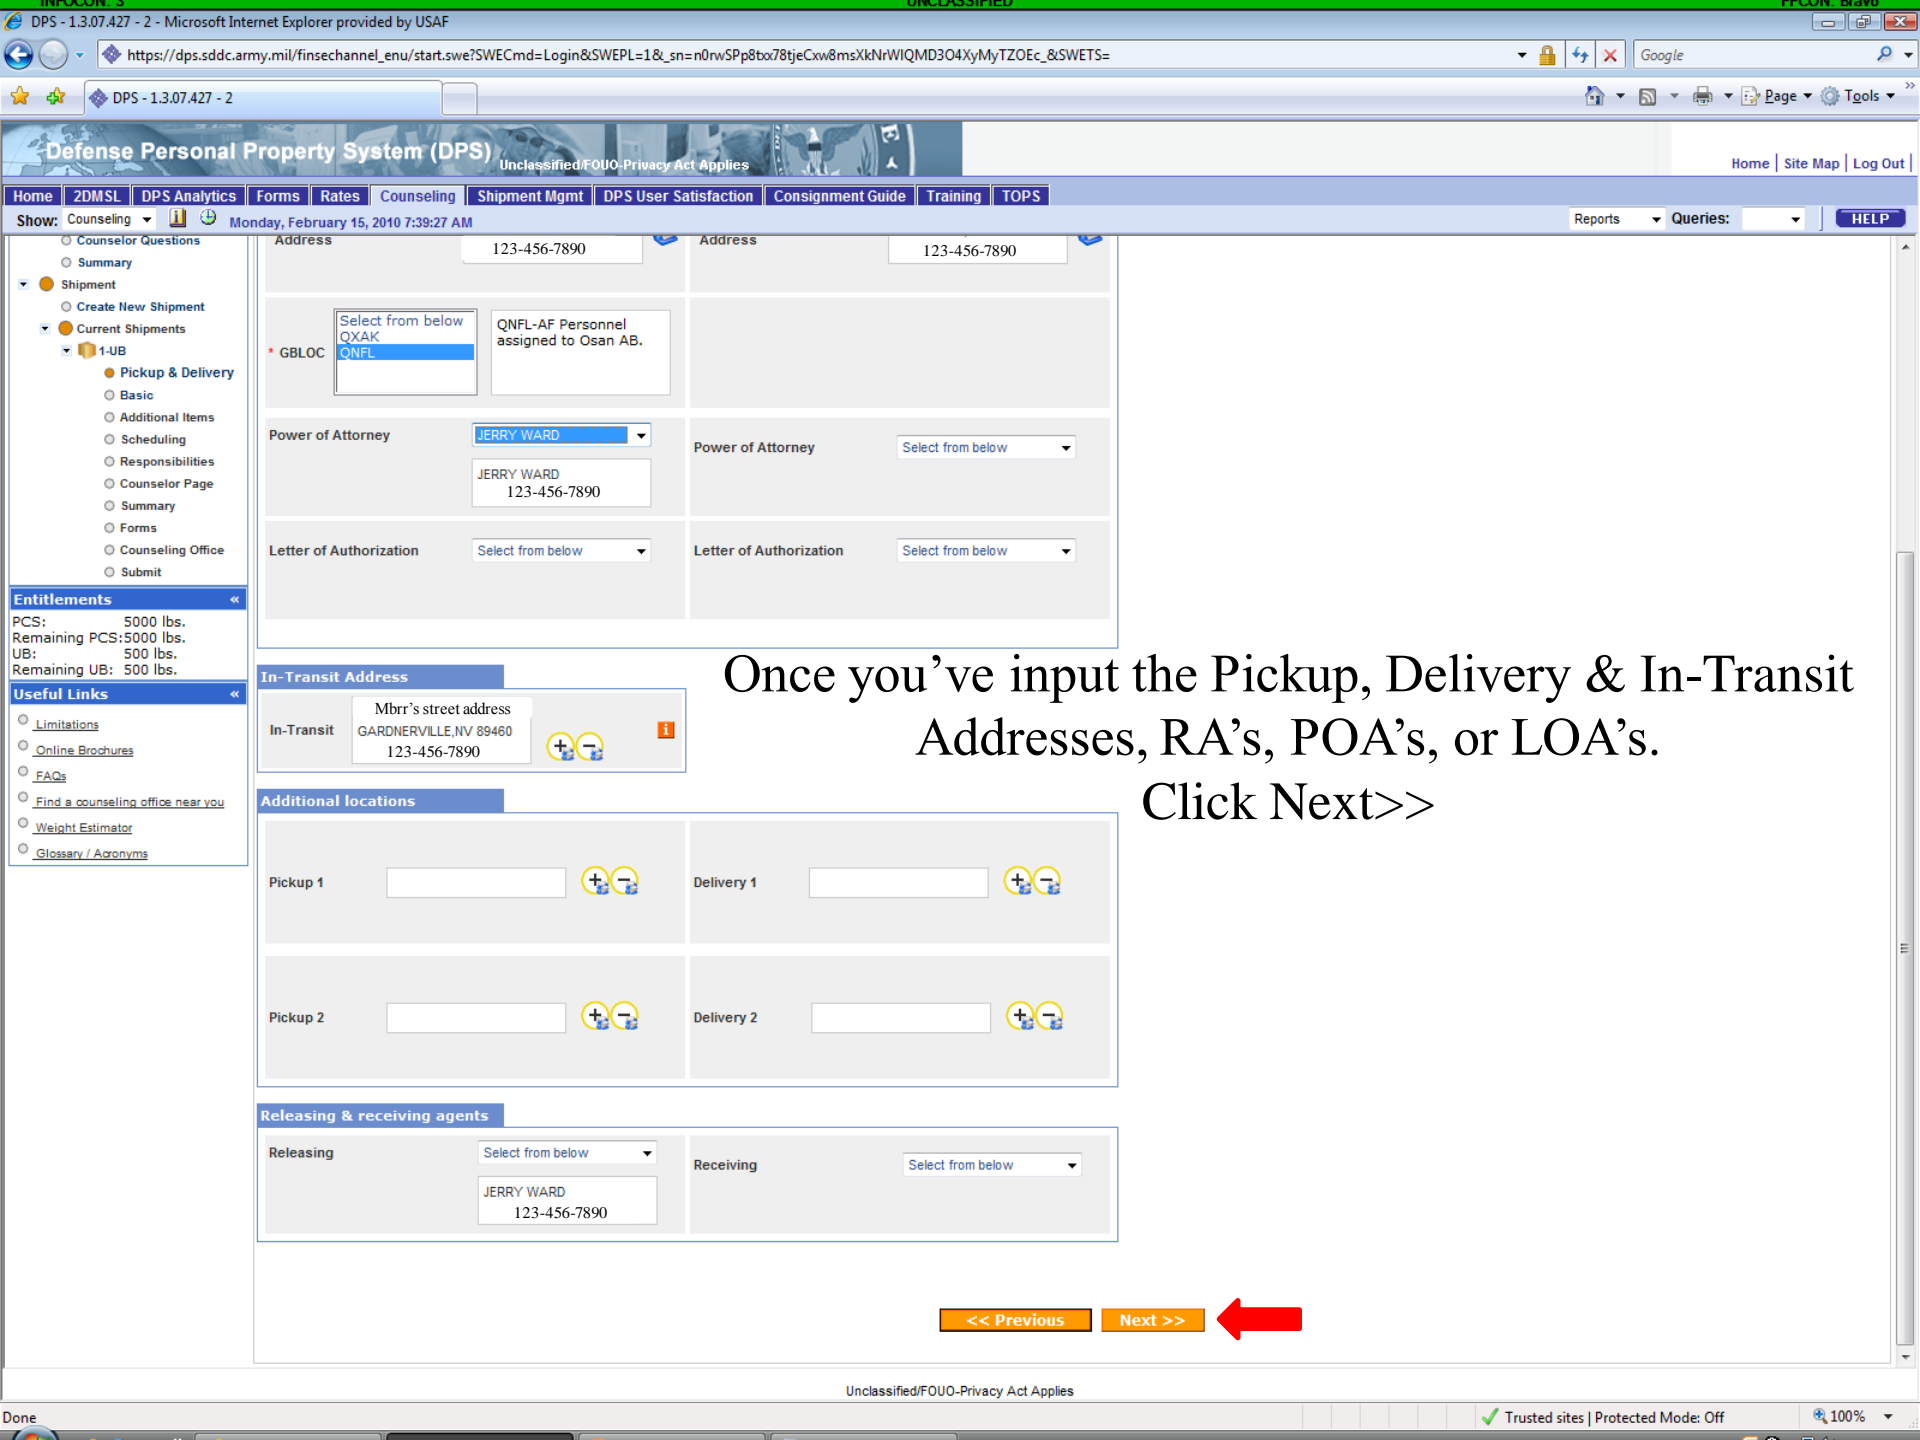 INFOCON: 3
UNCLASSIFIED
FPCON: Bravo
DPS - 1.3.07.427 - 2 - Microsoft Internet Explorer provided by USAF
https://dps.sddc.army.mil/finsechannel_enu/start.swe?SWECmd=Login&SWEPL=1&_sn=n0rwSPp8txx78tjeCxw8msXkNrWIQMD3O4XyMyTZOEc_&SWETS=
Google
DPS - 1.3.07.427 - 2
Page
Tools
Defense Personal Property System (DPS) Unclassified/FOUO-Privacy Act Applies
Home | Site Map | Log Out |
Home 2DMSL DPS Analytics Forms Rates Counseling Shipment Mgmt DPS User Satisfaction Consignment Guide Training TOPS
Show: Counseling Monday, February 15, 2010 7:39:27 AM
Reports Queries: HELP
Counselor Questions
Summary
Shipment
Create New Shipment
Current Shipments
1-UB
Pickup & Delivery
Basic
Additional Items
Scheduling
Responsibilities
Counselor Page
Summary
Forms
Counseling Office
Submit
Entitlements «
PCS: 5000 lbs.
Remaining PCS:5000 lbs.
UB: 500 lbs.
Remaining UB: 500 lbs.
Useful Links «
Limitations
Online Brochures
FAQs
Find a counseling office near you
Weight Estimator
Glossary / Acronyms
Address 123-456-7890
Address 123-456-7890
* GBLOC
Select from below
QXAK
QNFL
QNFL-AF Personnel
assigned to Osan AB.
Power of Attorney JERRY WARD
JERRY WARD
123-456-7890
Power of Attorney Select from below
Letter of Authorization Select from below
Letter of Authorization Select from below
In-Transit Address
In-Transit
Mbrr’s street address
GARDNERVILLE,NV 89460
123-456-7890
Once you’ve input the Pickup, Delivery & In-Transit
Addresses, RA’s, POA’s, or LOA’s.
Click Next>>
Additional locations
Pickup 1
Delivery 1
Pickup 2
Delivery 2
Releasing & receiving agents
Releasing Select from below
JERRY WARD
123-456-7890
Receiving Select from below
<< Previous
Next >>
Unclassified/FOUO-Privacy Act Applies
Done
Trusted sites | Protected Mode: Off
100%